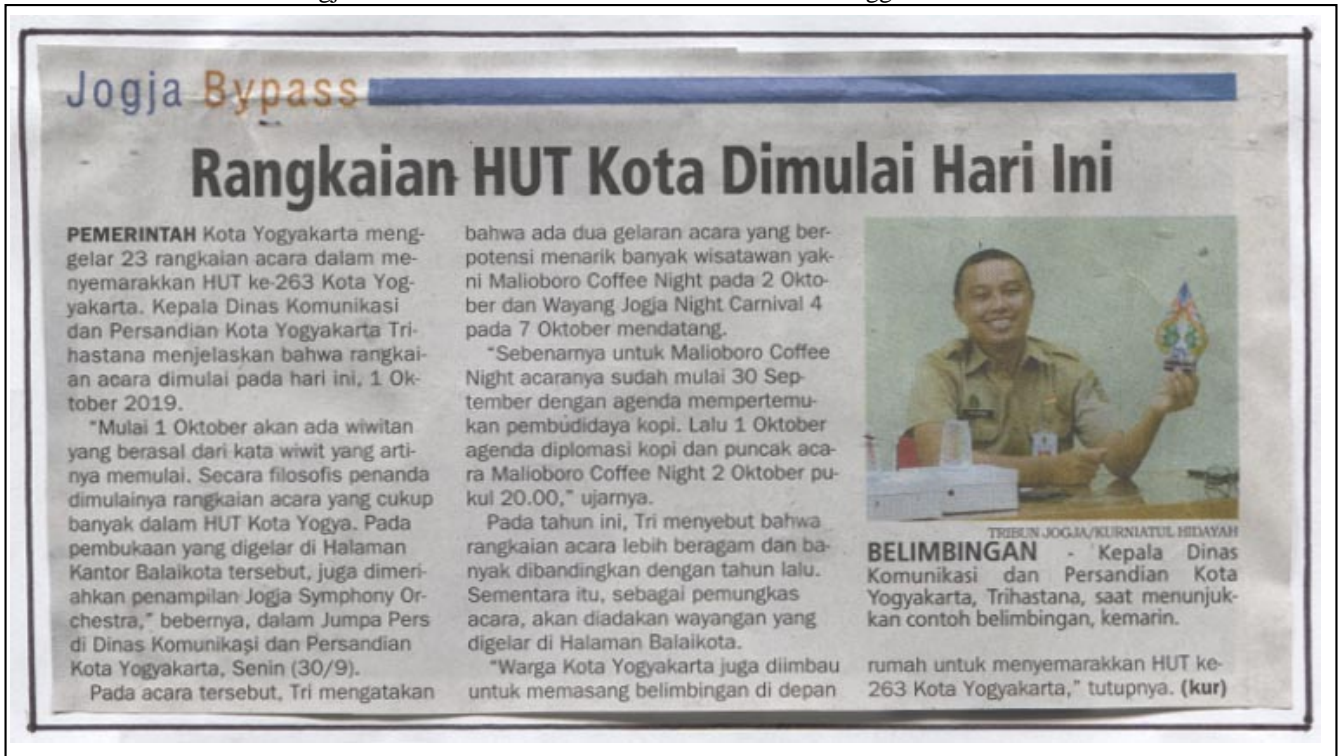 Jogja Bypass
Rangkaian HUT Kota Dimulai Hari Ini
PEMERINTAH Kota Yogyakarta meng-
gelar 23 rangkaian acara dalam me-
nyemarakkan HUT ke-263 Kota Yog-
yakarta. Kepala Dinas Komunikasi
dan Persandian Kota Yogyakarta Tri-
hastana menjelaskan bahwa rangkai-
an acara dimulai pada hari ini, 1 Ok-
tober 2019.
"Mulai 1 Oktober akan ada wiwitan
yang berasal dari kata wiwit yang arti-
nya memulai. Secara filosofis penanda
dimulainya rangkaian acara yang cukup
banyak dalam HUT Kota Yogya. Pada
pembukaan yang digelar di Halaman
Kantor Balaikota tersebut, juga dimeri-
ahkan penampilan Jogja Symphony Or-
chestra," bebernya, dalam Jumpa Pers
di Dinas Komunikasi dan Persandian
Kota Yogyakarta, Senin (30/9).
Pada acara tersebut, Tri mengatakan
bahwa ada dua gelaran acara yang ber-
potensi menarik banyak wisatawan yak-
ni Malioboro Coffee Night pada 2 Okto-
ber dan Wayang Jogja Night Carnival 4
pada 7 Oktober mendatang.
"Sebenarnya untuk Malioboro Coffee
Night acaranya sudah mulai 30 Sep-
tember dengan agenda mempertemu-
kan pembudidaya kopi. Lalu 1 Oktober
agenda diplomasi kopi dan puncak aca-
ra Malioboro Coffee Night 2 Oktober pu-
kul 20.00," ujarnya.
Pada tahun ini, Tri menyebut bahwa
rangkaian acara lebih beragam dan ba-
nyak dibandingkan dengan tahun lalu.
Sementara itu, sebagai pemungkas
acara, akan diadakan wayangan yang
digelar di Halaman Balaikota.
"Warga Kota Yogyakarta juga diimbau
untuk memasang belimbingan di depan
TRIBUN JOGJA/KURNIATUL HIDAYAH
BELIMBINGAN - Kepala Dinas
Komunikasi dan Persandian Kota
Yogyakarta, Trihastana, saat menunjuk-
kan contoh belimbingan, kemarin.
rumah untuk menyemarakkan HUT ke-
263 Kota Yogyakarta," tutupnya. (kur)